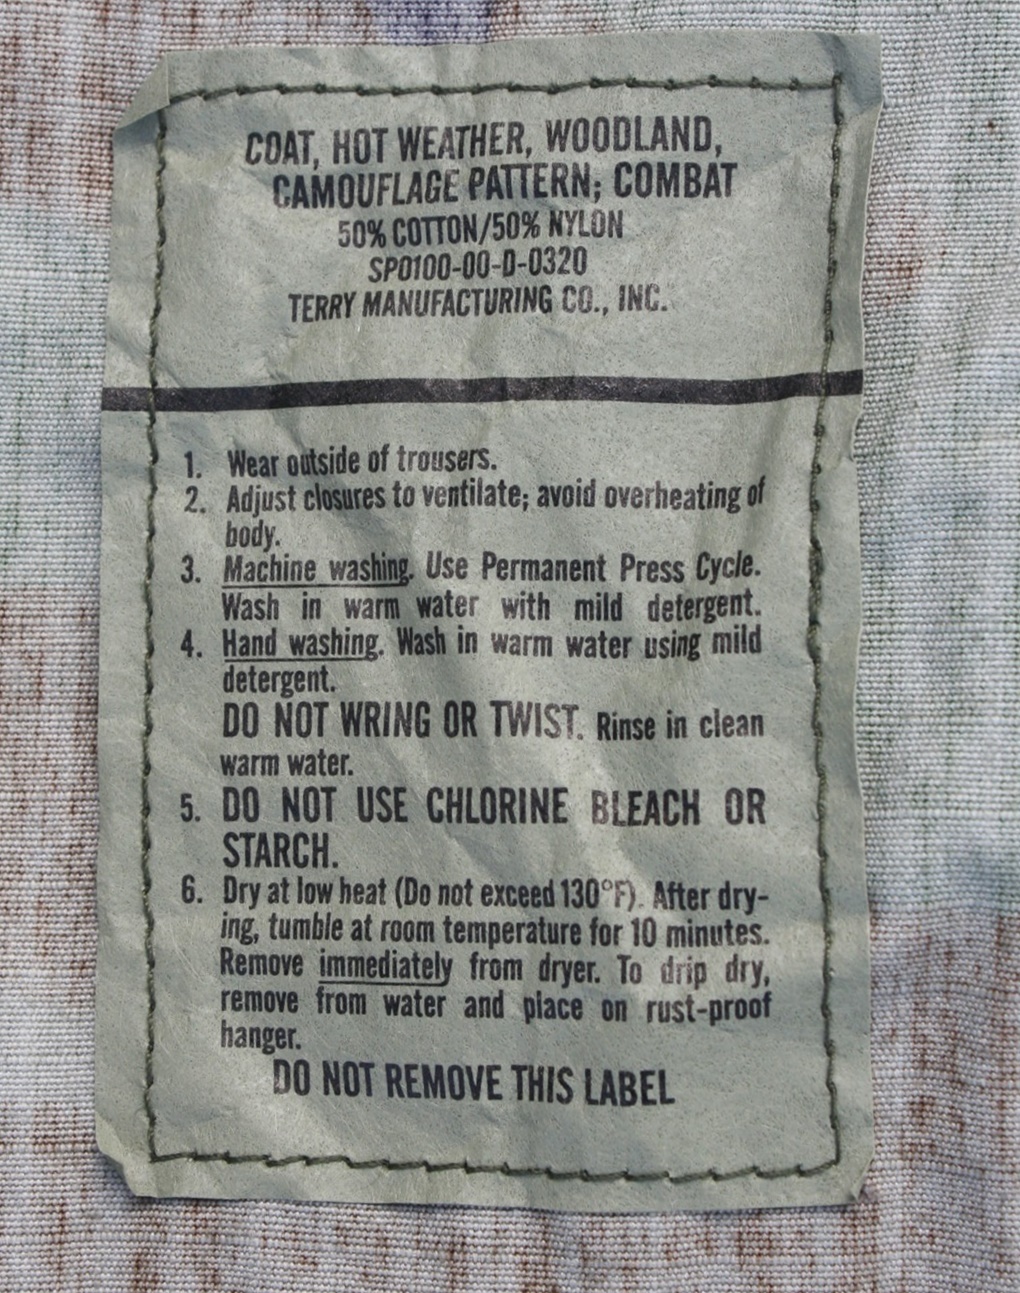 COAT, HOT WEATHER, WOODLAND,
CAMOUFLAGE PATTERN; COMBAT
50% COTTON/50% NYLON
SPO100-00-D-0320
TERRY MANUFACTURING CO., INC.
1. Wear outside of trousers.
2. Adjust closures to ventilate; avoid overheating of
body.
3. Machine washing. Use Permanent Press Cycle.
Wash in warm water with mild detergent.
4. Hand washing. Wash in warm water using mild
detergent.
DO NOT WRING OR TWIST. Rinse in clean
warm water.
5. DO NOT USE CHLORINE BLEACH OR
STARCH.
6. Dry at low heat (Do not exceed 130°F). After dry-
ing, tumble at room temperature for 10 minutes.
Remove immediately from dryer. To drip dry,
remove from water and place on rust-proof
hanger.
DO NOT REMOVE THIS LABEL